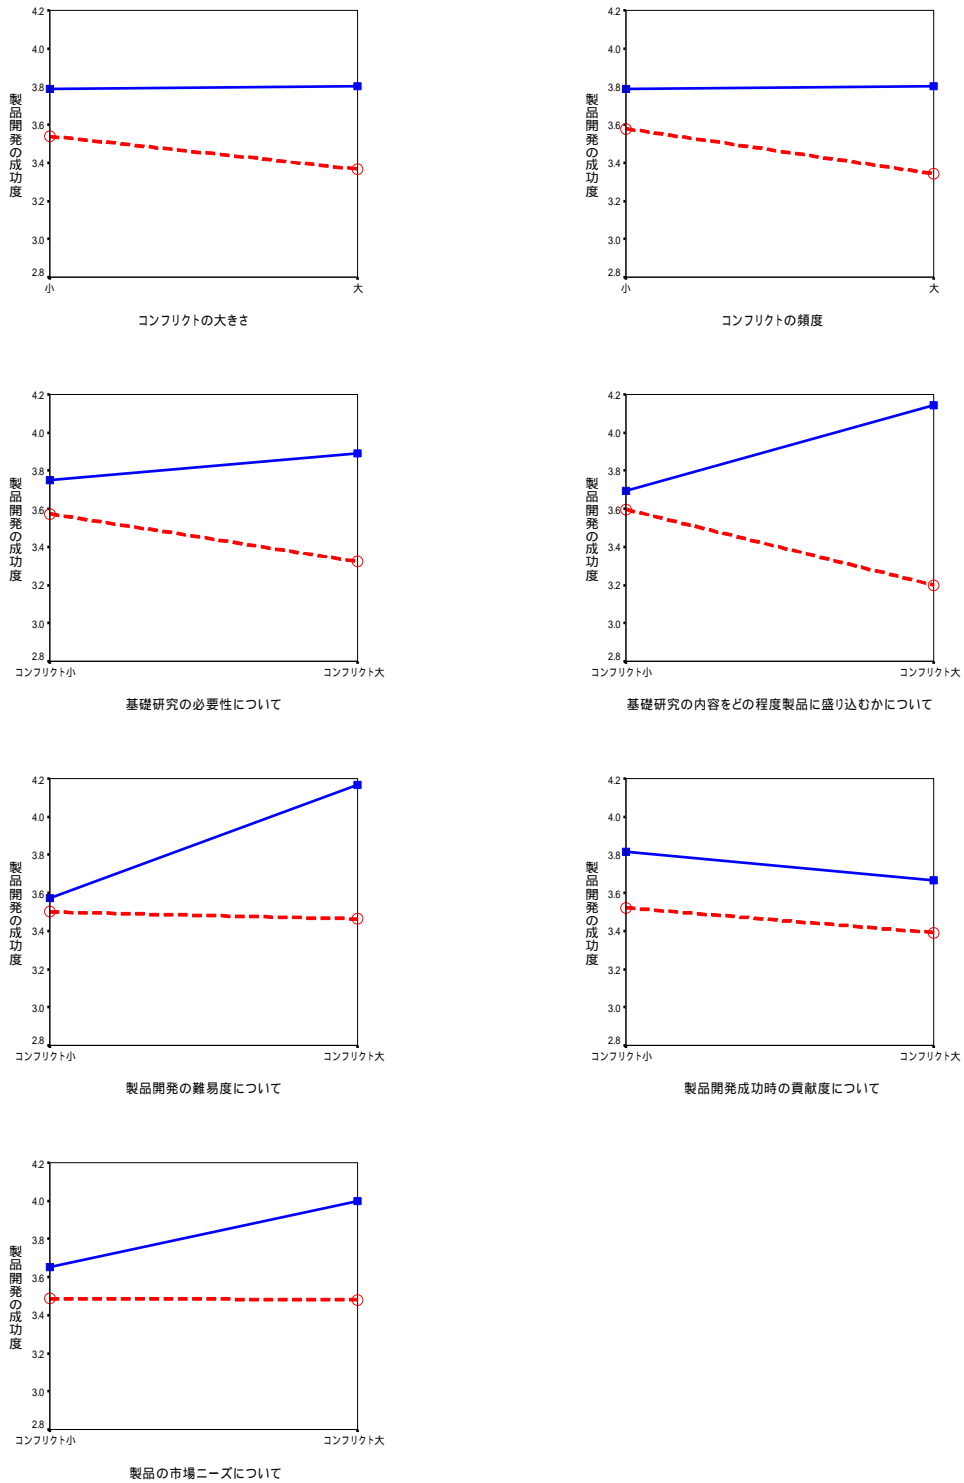 4.2
4.0
3.8
3.6
3.4
3.2
3.0
2.8
製品開発の成功度
小
大
コンフリクトの大きさ
4.2
4.0
3.8
3.6
3.4
3.2
3.0
2.8
製品開発の成功度
小
大
コンフリクトの頻度
4.2
4.0
3.8
3.6
3.4
3.2
3.0
2.8
製品開発の成功度
コンフリクト小
コンフリクト大
基礎研究の必要性について
4.2
4.0
3.8
3.6
3.4
3.2
3.0
2.8
製品開発の成功度
コンフリクト小
コンフリクト大
基礎研究の内容をどの程度製品に盛り込むかについて
4.2
4.0
3.8
3.6
3.4
3.2
3.0
2.8
製品開発の成功度
コンフリクト小
コンフリクト大
製品開発の難易度について
4.2
4.0
3.8
3.6
3.4
3.2
3.0
2.8
製品開発の成功度
コンフリクト小
コンフリクト大
製品開発成功時の貢献度について
4.2
4.0
3.8
3.6
3.4
3.2
3.0
2.8
製品開発の成功度
コンフリクト小
コンフリクト大
製品の市場ニーズについて